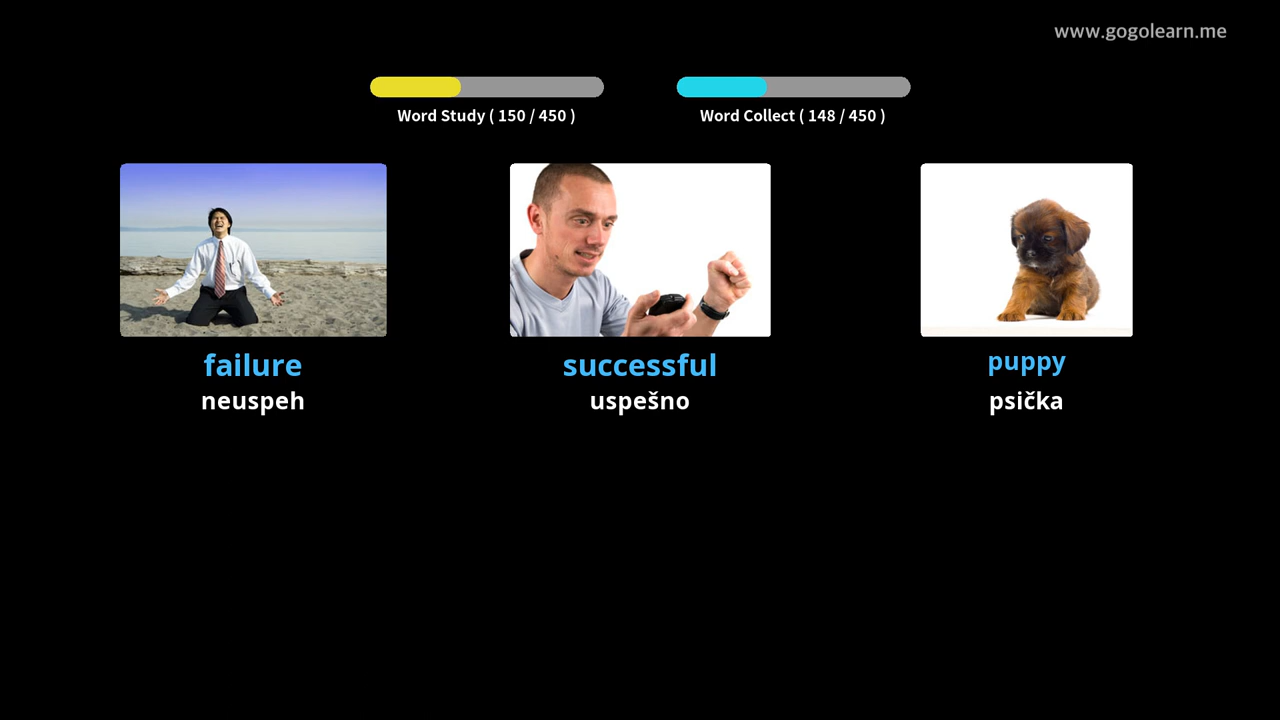 www.gogolearn.me
Word Study ( 150 / 450 )
Word Collect ( 148 / 450 )
failure
neuspeh
successful
uspešno
puppy
psička